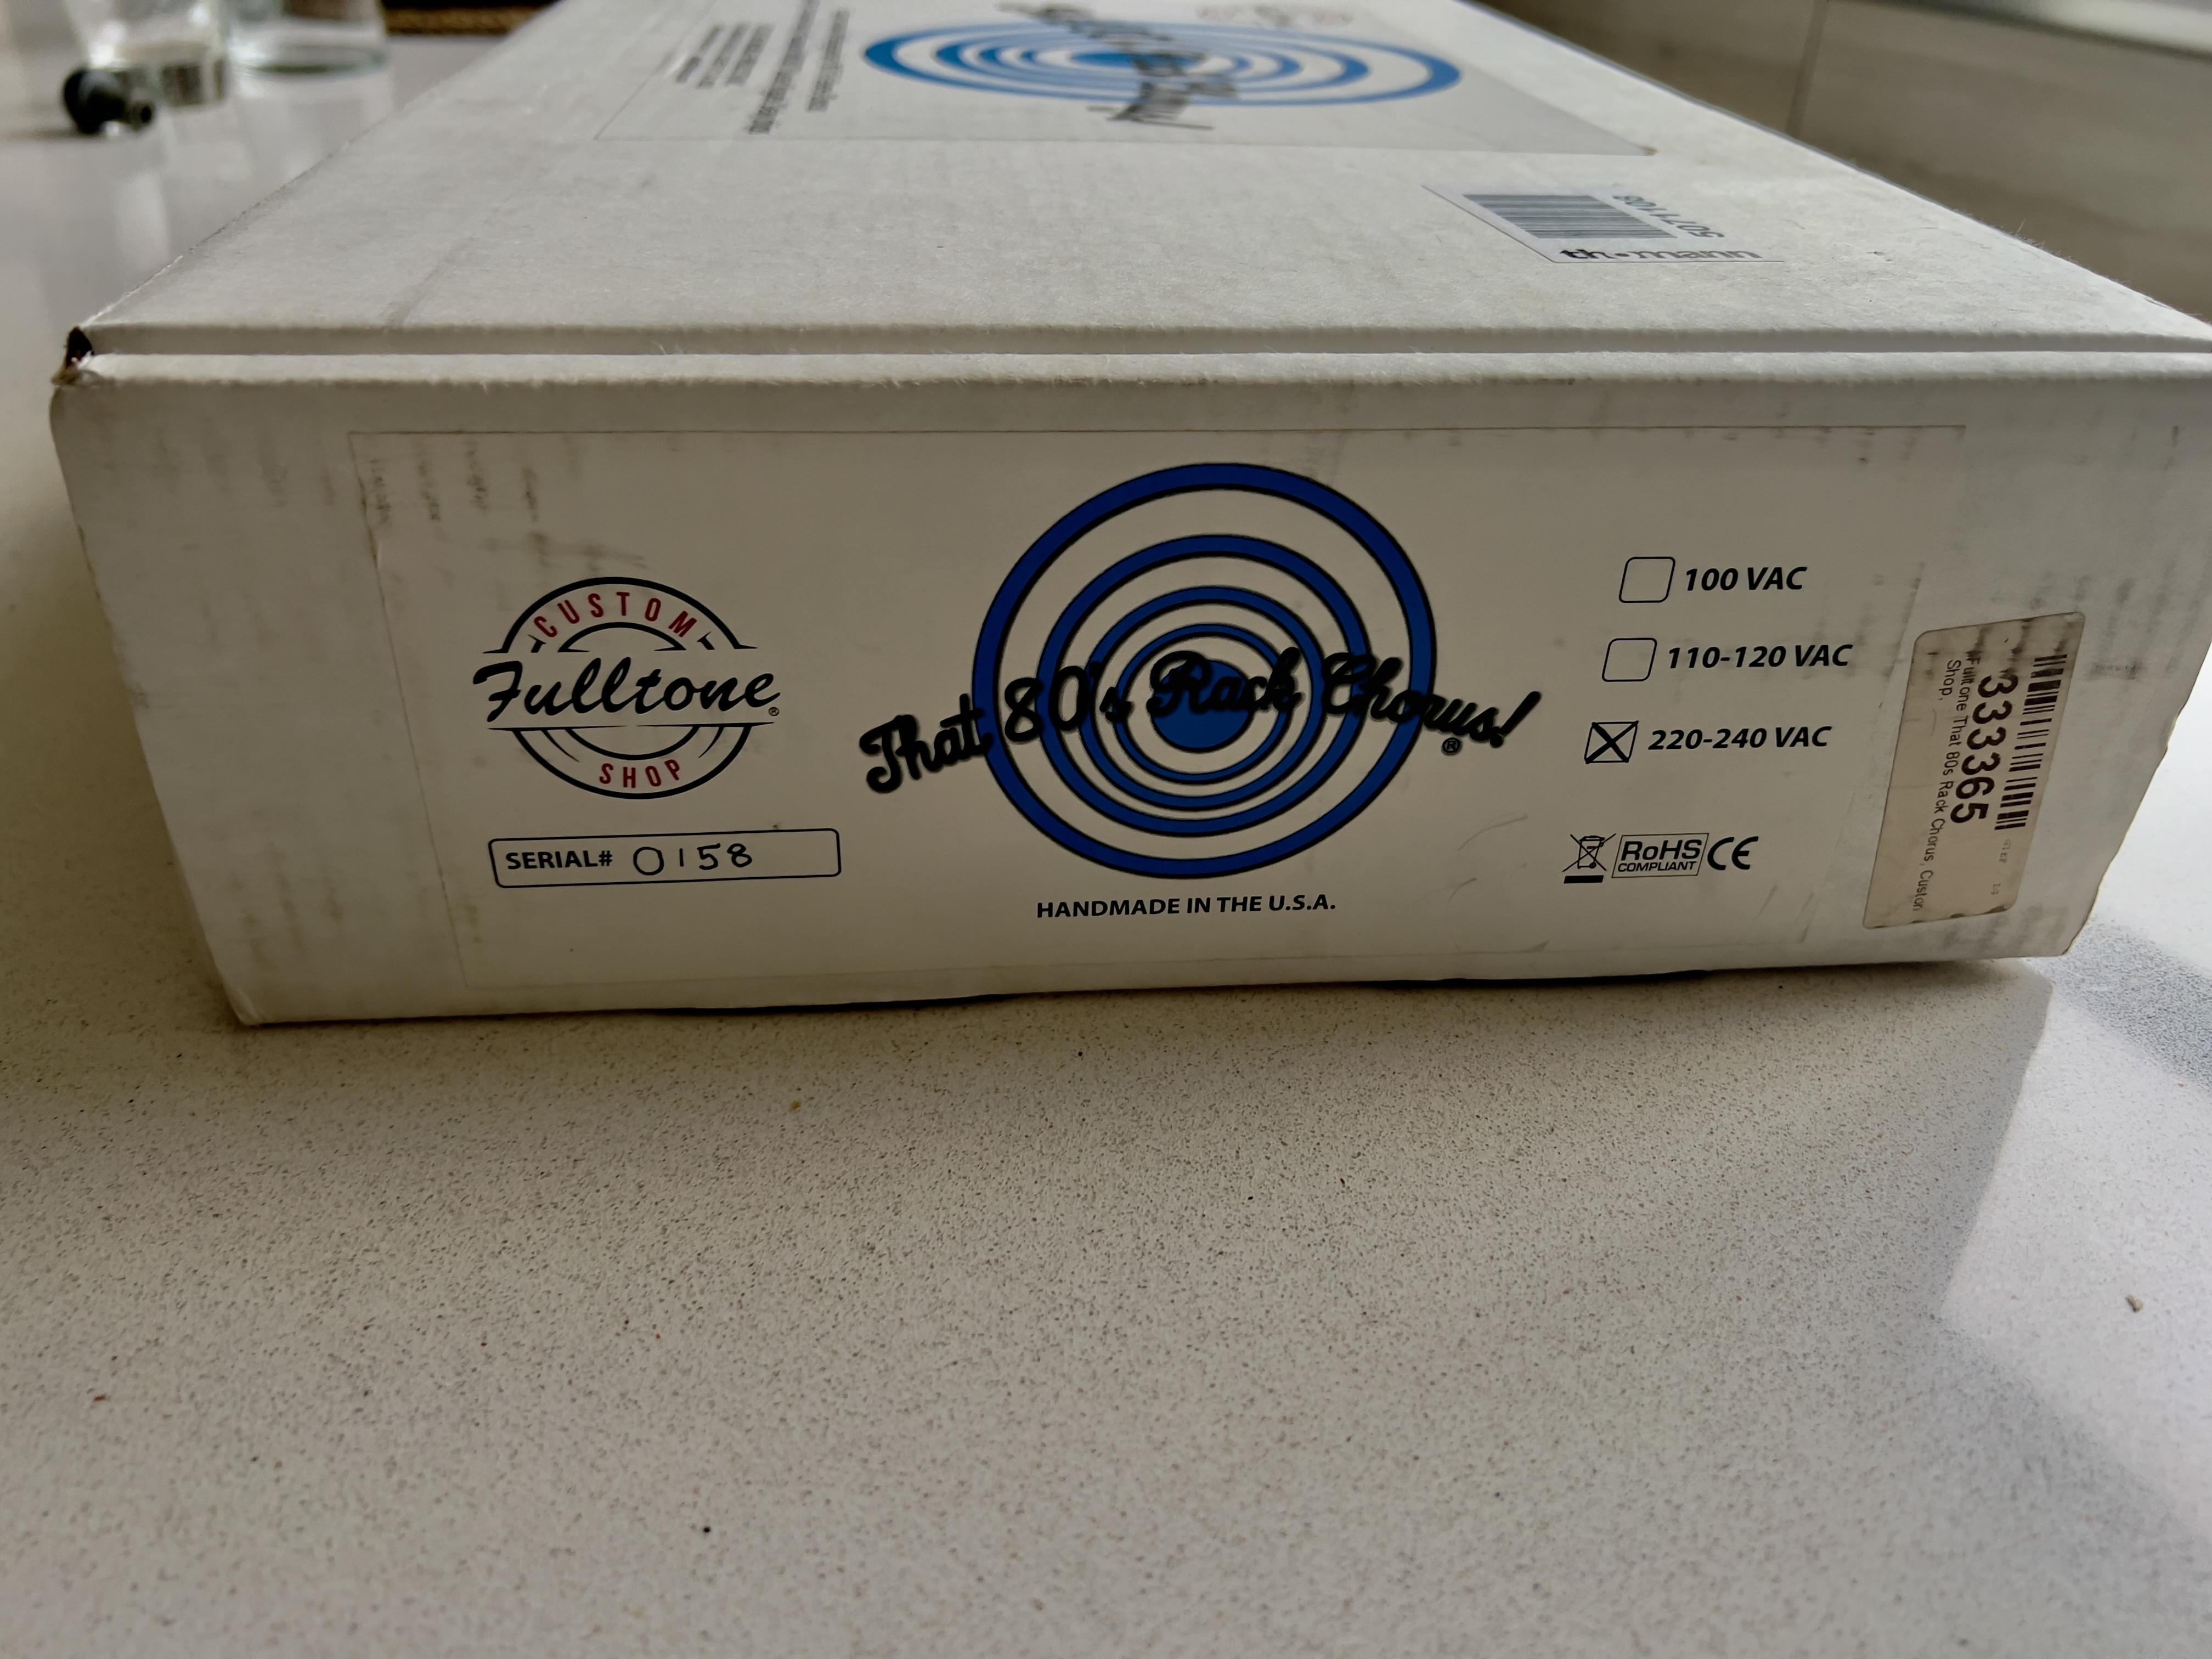 5071108
th•mann
CUSTOM
Fulltone®
SHOP
SERIAL# 0158
That 80's Rack Chorus!®
HANDMADE IN THE U.S.A.
100 VAC
110-120 VAC
220-240 VAC
RoHS
COMPLIANT
CE
333365
Fulltone That 80s Rack Chorus, Custom
Shop,